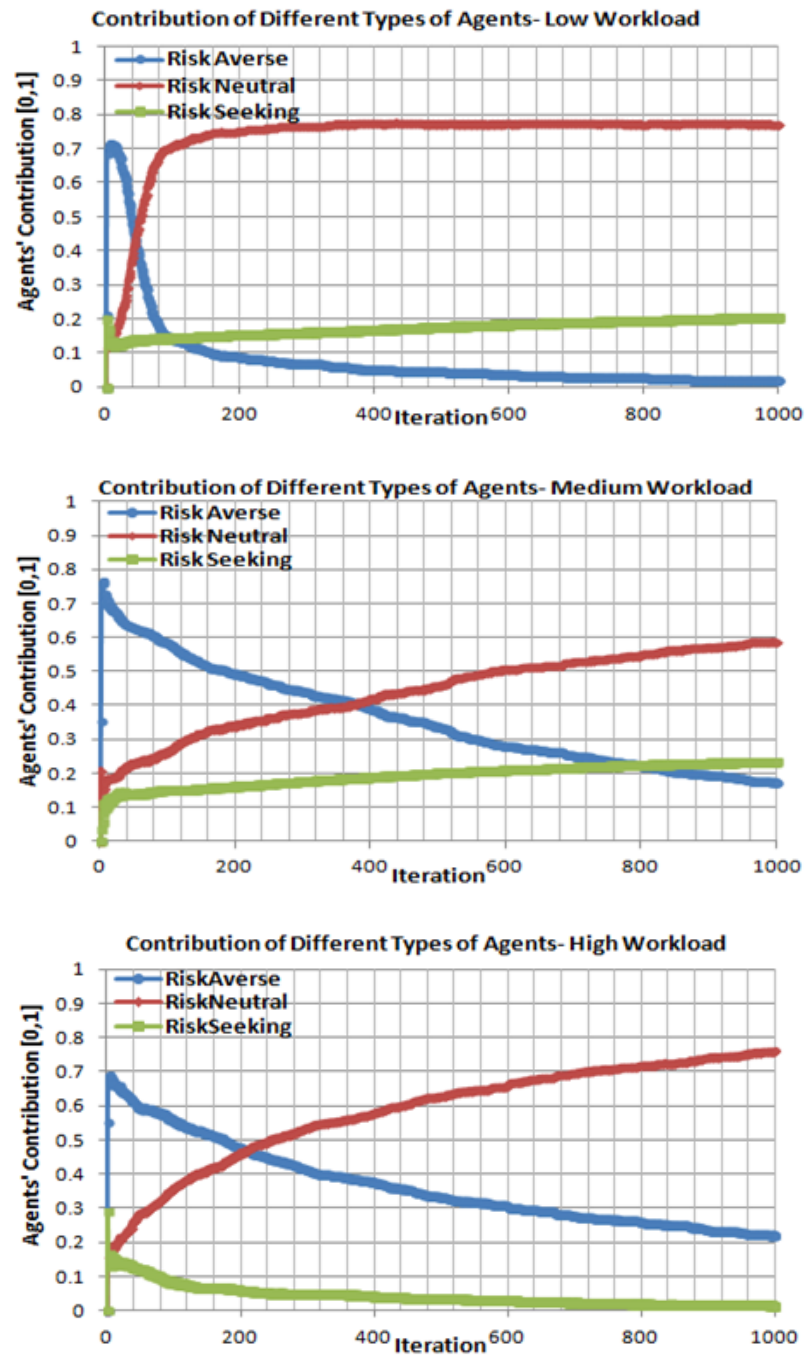 Contribution of Different Types of Agents- Low Workload
Agents' Contribution [0,1]
1
0.9
0.8
0.7
0.6
0.5
0.4
0.3
0.2
0.1
0
Risk Averse
Risk Neutral
Risk Seeking
0 200 400 600 800 1000
Iteration
Contribution of Different Types of Agents- Medium Workload
Agents' Contribution [0,1]
1
0.9
0.8
0.7
0.6
0.5
0.4
0.3
0.2
0.1
0
Risk Averse
Risk Neutral
Risk Seeking
0 200 400 600 800 1000
Iteration
Contribution of Different Types of Agents- High Workload
Agents' Contribution [0,1]
1
0.9
0.8
0.7
0.6
0.5
0.4
0.3
0.2
0.1
0
RiskAverse
RiskNeutral
RiskSeeking
0 200 400 600 800 1000
Iteration